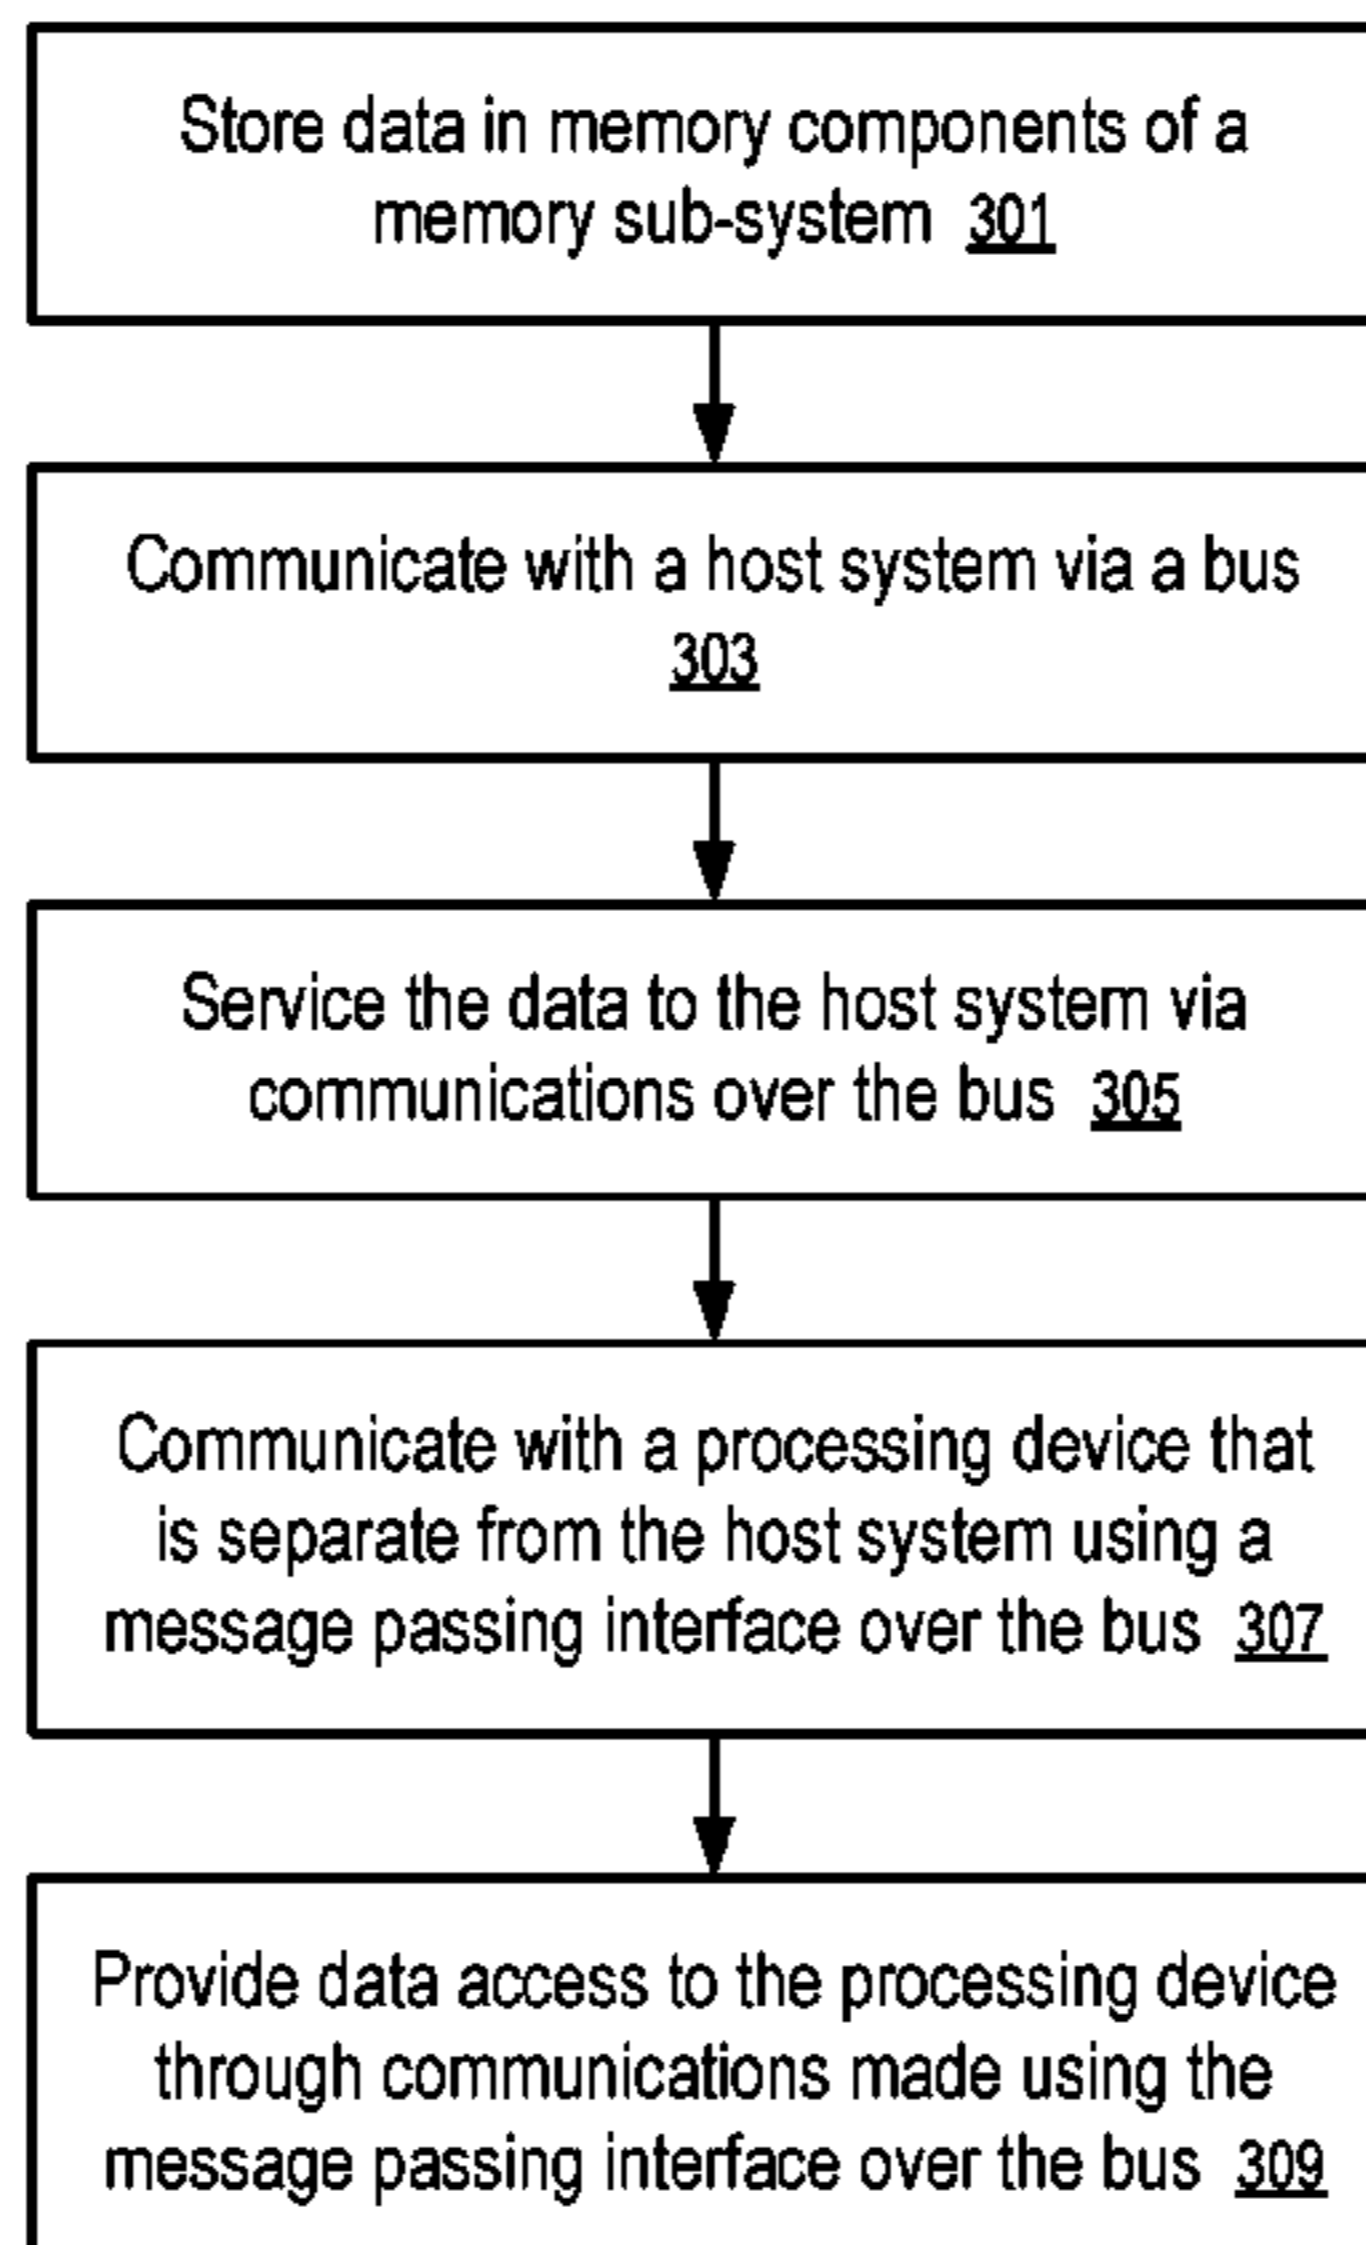 Store data in memory components of a
memory sub-system 301
Communicate with a host system via a bus
303
Service the data to the host system via
communications over the bus 305
Communicate with a processing device that
is separate from the host system using a
message passing interface over the bus 307
Provide data access to the processing device
through communications made using the
message passing interface over the bus 309